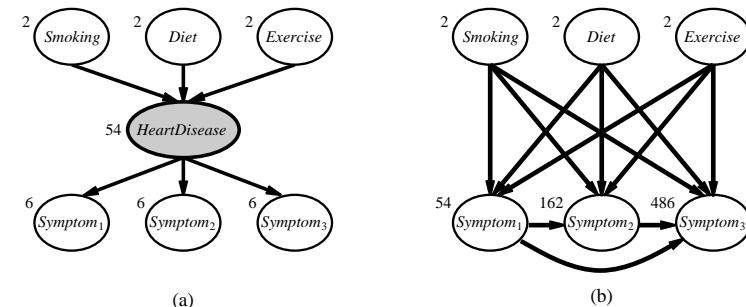 2 Smoking 2 Diet 2 Exercise
54 HeartDisease
6 Symptom₁ 6 Symptom₂ 6 Symptom₃
(a)
2 Smoking 2 Diet 2 Exercise
54 Symptom₁ 162 Symptom₂ 486 Symptom₃
(b)